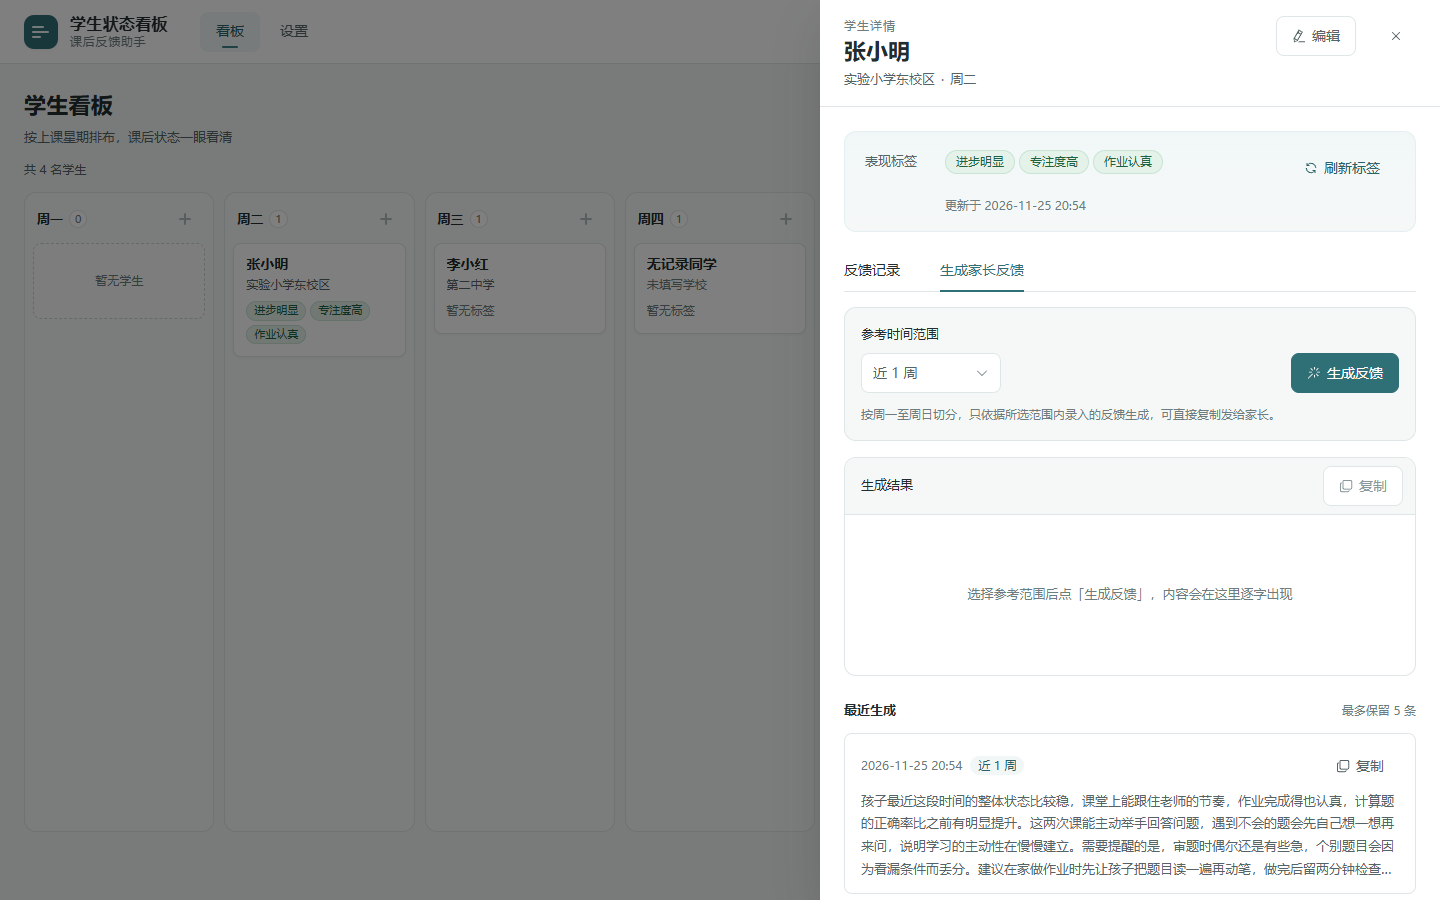 学生状态看板
课后反馈助手
看板
设置
学生看板
按上课星期排布，课后状态一眼看清
共 4 名学生
周一 0
暂无学生
周二 1
张小明
实验小学东校区
进步明显 专注度高
作业认真
周三 1
李小红
第二中学
暂无标签
周四 1
无记录同学
未填写学校
暂无标签
学生详情
张小明
实验小学东校区 · 周二
编辑
表现标签
进步明显 专注度高 作业认真
刷新标签
更新于 2026-11-25 20:54
反馈记录
生成家长反馈
参考时间范围
近 1 周
生成反馈
按周一至周日切分，只依据所选范围内录入的反馈生成，可直接复制发给家长。
生成结果
复制
选择参考范围后点「生成反馈」，内容会在这里逐字出现
最近生成
最多保留 5 条
2026-11-25 20:54 近 1 周
复制
孩子最近这段时间的整体状态比较稳，课堂上能跟住老师的节奏，作业完成得也认真，计算题
的正确率比之前有明显提升。这两次课能主动举手回答问题，遇到不会的题会先自己想一想再
来问，说明学习的主动性在慢慢建立。需要提醒的是，审题时偶尔还是有些急，个别题目会因
为看漏条件而丢分。建议在家做作业时先让孩子把题目读一遍再动笔，做完后留两分钟检查...